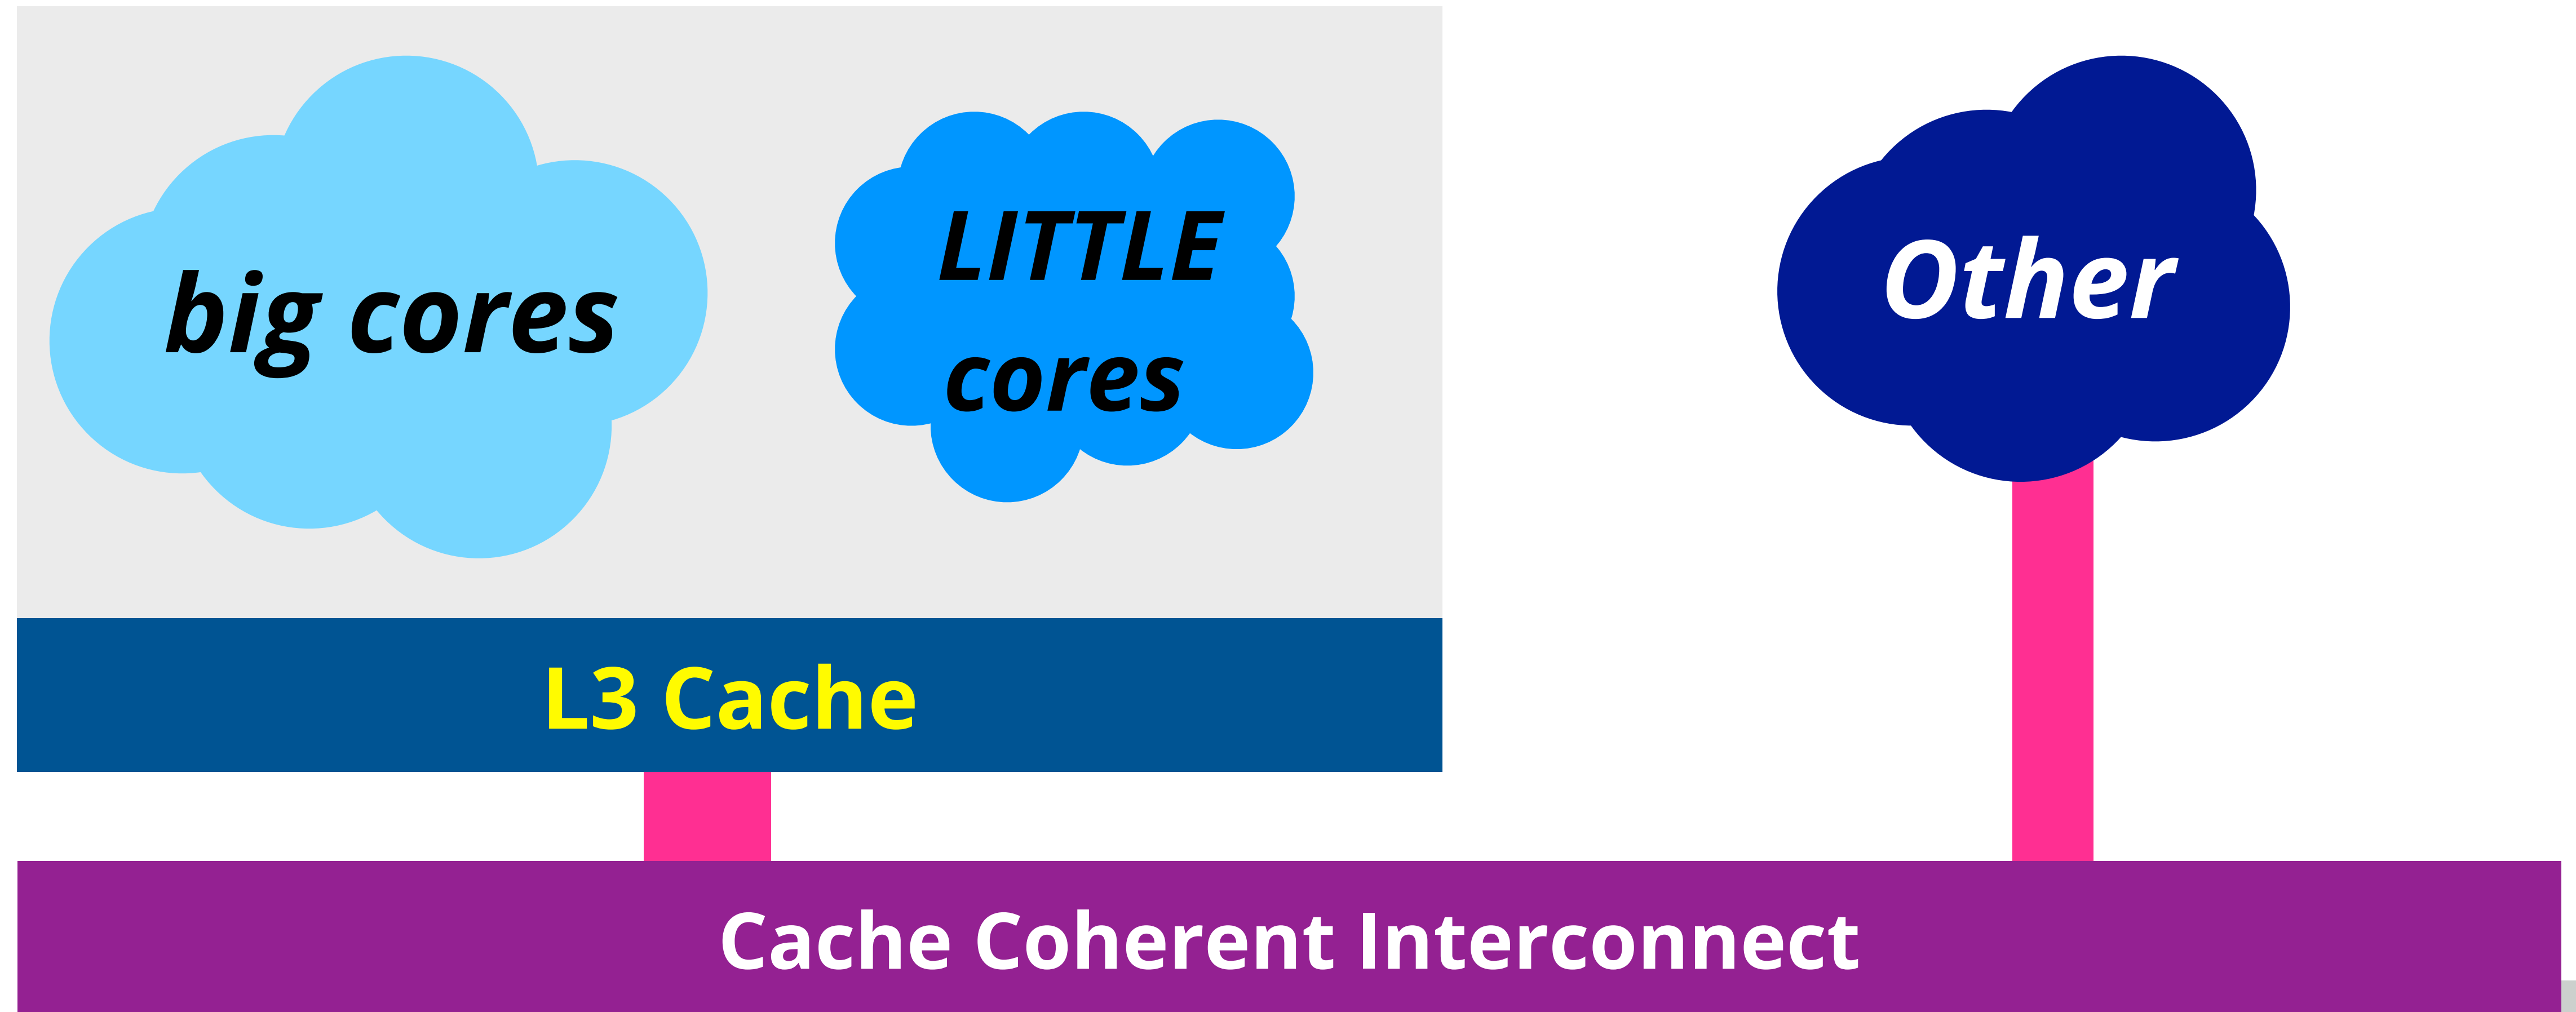 big cores
LITTLE
cores
Other
L3 Cache
Cache Coherent Interconnect